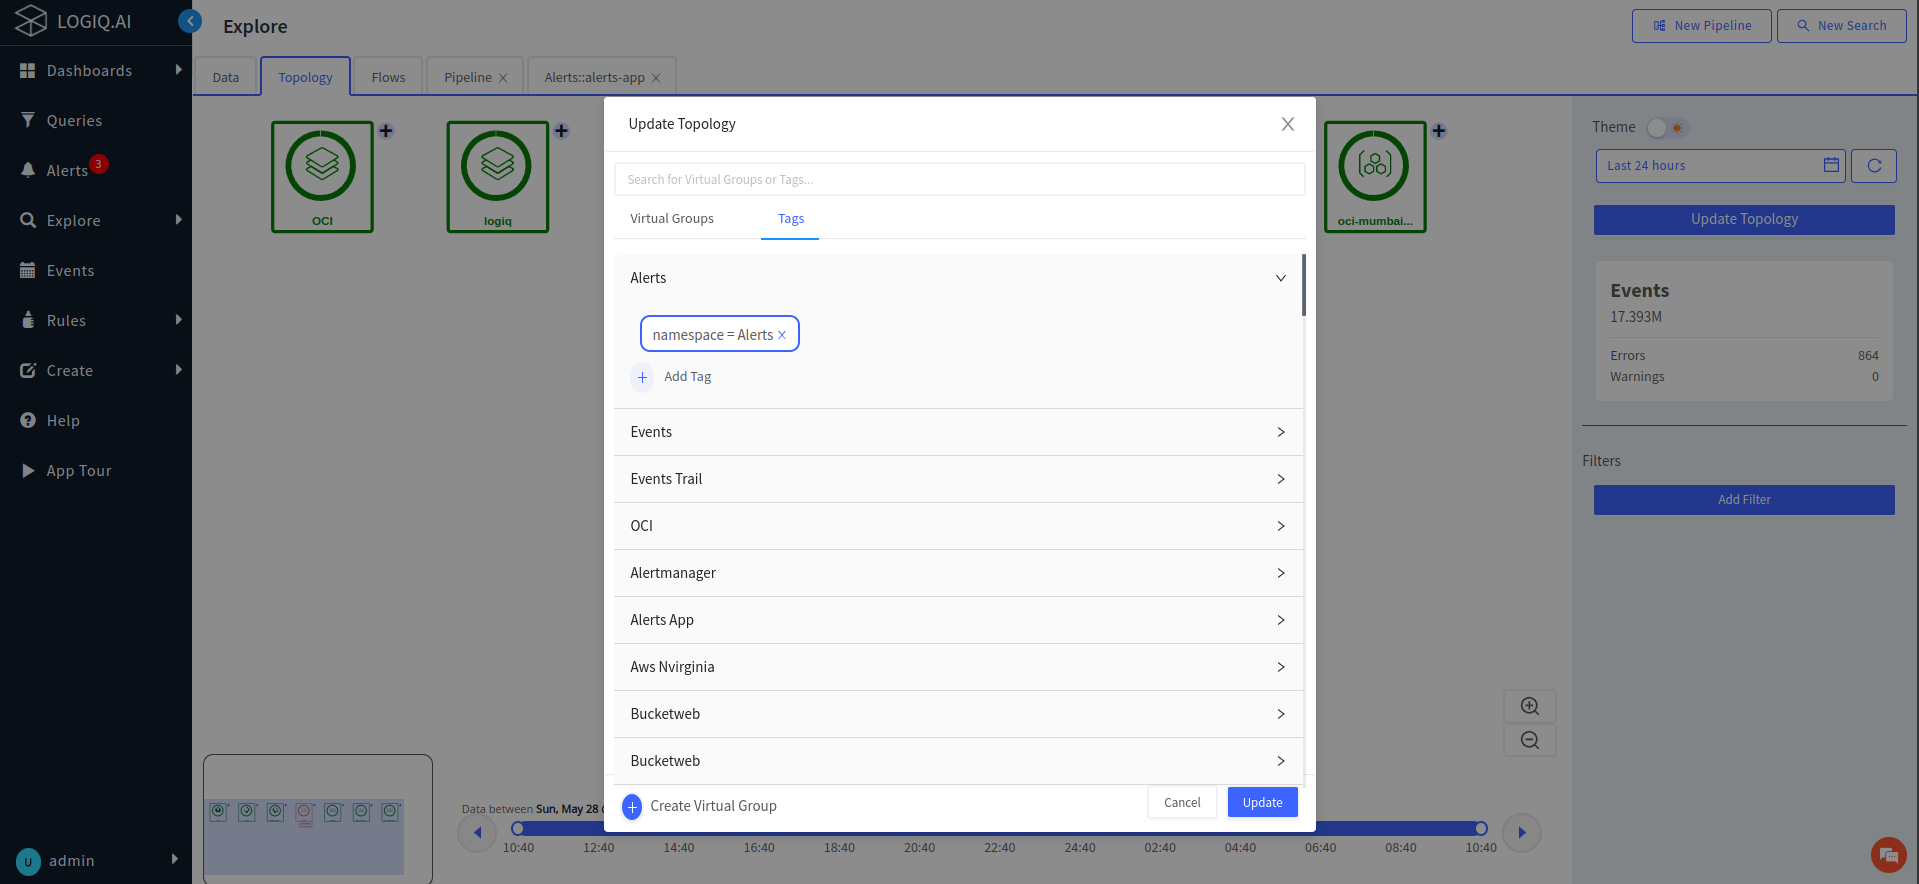 LOGIQ.AI
Explore
New Pipeline
New Search
Dashboards
Queries
Alerts 3
Explore
Events
Rules
Create
Help
App Tour
U admin
Data
Topology
Flows
Pipeline
Alerts::alerts-app
OCI
logiq
oci-mumbai...
Update Topology
Search for Virtual Groups or Tags...
Virtual Groups
Tags
Alerts
namespace = Alerts
Add Tag
Events
Events Trail
OCI
Alertmanager
Alerts App
Aws Nvirginia
Bucketweb
Bucketweb
Create Virtual Group
Cancel
Update
Theme
Last 24 hours
Update Topology
Events
17.393M
Errors 864
Warnings 0
Filters
Add Filter
Data between Sun, May 28
10:40 12:40 14:40 16:40 18:40 20:40 22:40 24:40 02:40 04:40 06:40 08:40 10:40